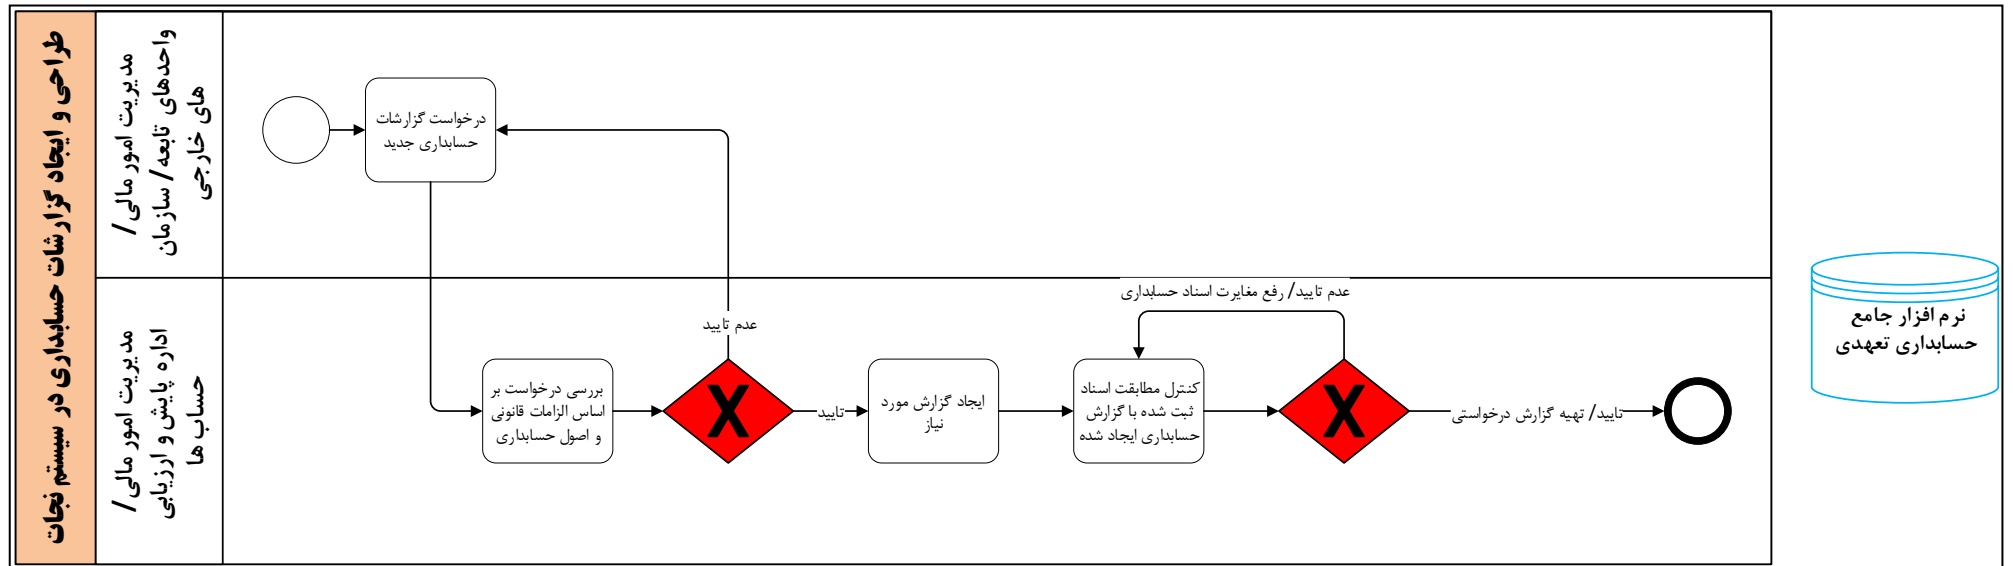 طراحی و ایجاد گزارشات حسابداری در سیستم نجات
مدیریت امور مالی/
واحدهای تابعه/ سازمان
های خارجی
درخواست گزارشات
حسابداری جدید
مدیریت امور مالی/
اداره پایش و ارزیابی
حساب ها
بررسی درخواست بر
اساس الزامات قانونی
و اصول حسابداری
عدم تایید
تایید
ایجاد گزارش مورد
نیاز
کنترل مطابقت اسناد
ثبت شده با گزارش
حسابداری ایجاد شده
عدم تایید/ رفع مغایرت اسناد حسابداری
تایید/ تهیه گزارش درخواستی
نرم افزار جامع
حسابداری تعهدی